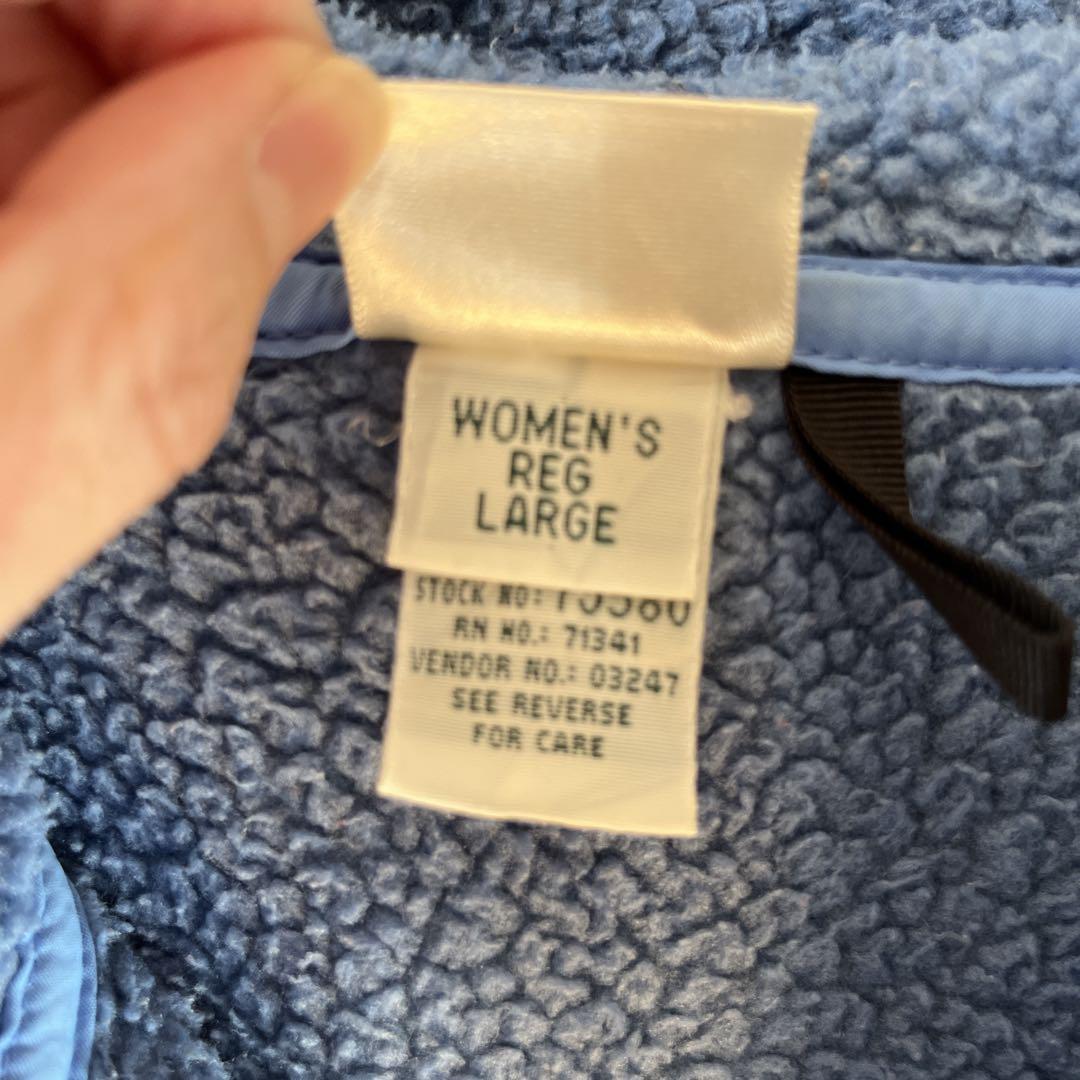 WOMEN'S
REG
LARGE
STOCK NO:
RN NO.: 71341
VENDOR NO.: 03247
SEE REVERSE
FOR CARE